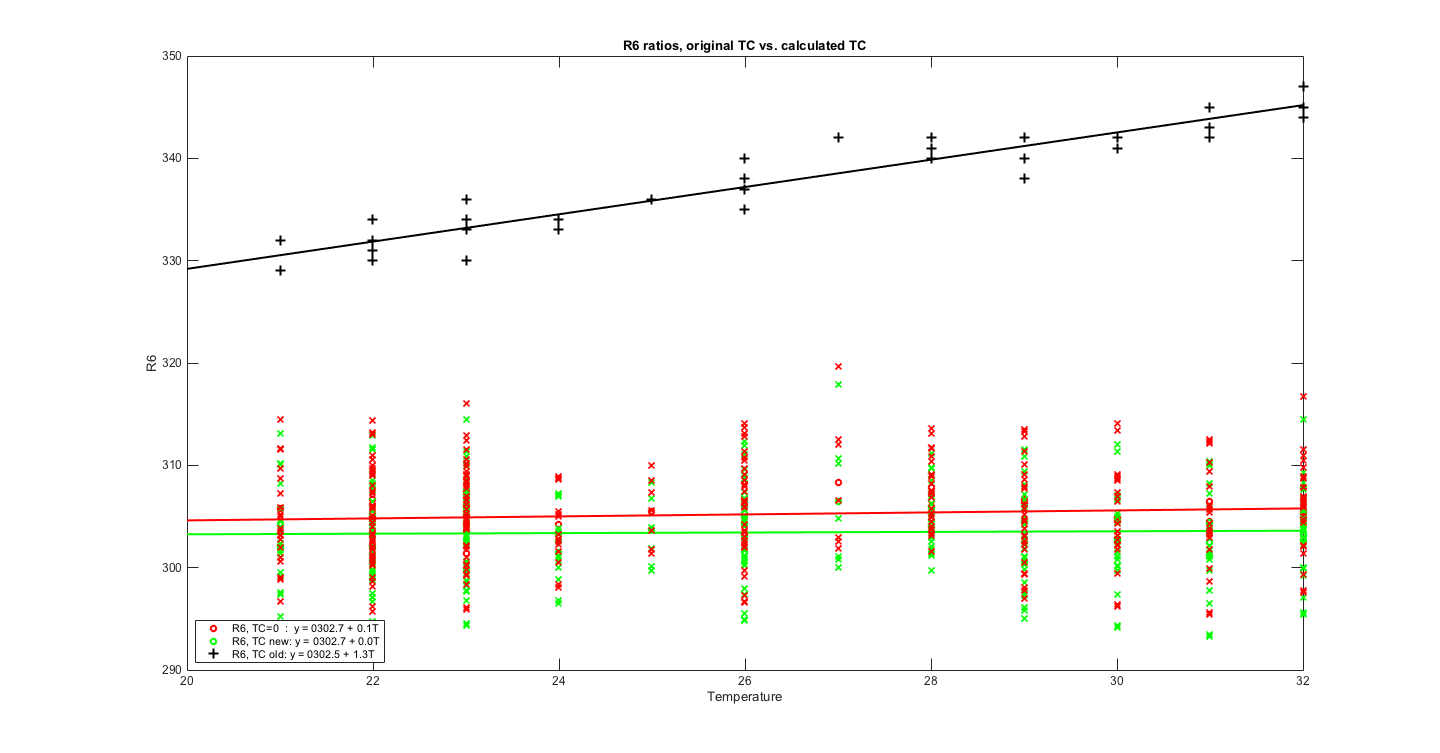 R6 ratios, original TC vs. calculated TC
350
340
330
320
310
300
290
R6
R6, TC=0 : y = 0302.7 + 0.1T
R6, TC new: y = 0302.7 + 0.0T
R6, TC old: y = 0302.5 + 1.3T
20 22 24 26 28 30 32
Temperature